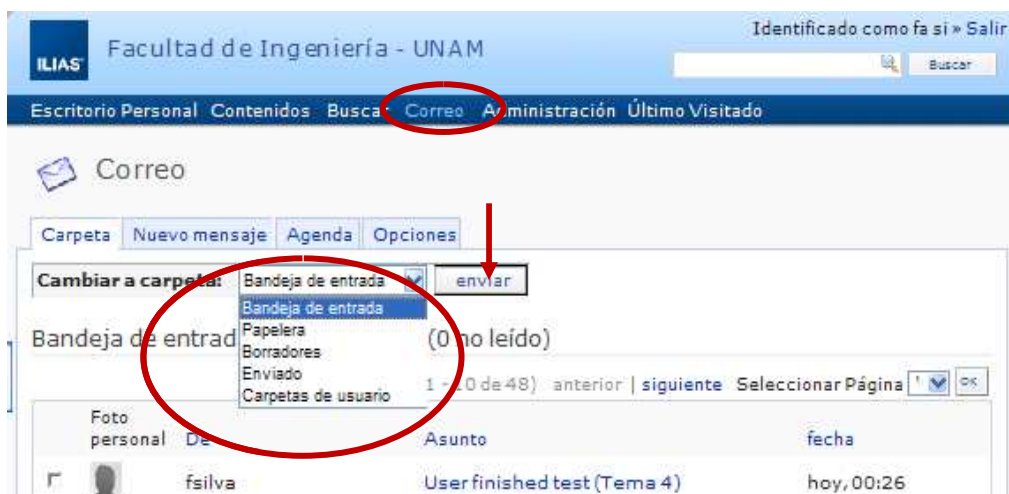 Identificado como fa si » Salir
ILIAS
Facultad de Ingeniería - UNAM
Buscar
Escritorio Personal Contenidos Buscar Correo Administración Último Visitado
Correo
Carpeta Nuevo mensaje Agenda Opciones
Cambiar a carpeta: Bandeja de entrada enviar
Bandeja de entrada
Papelera
Borradores
Enviado
Carpetas de usuario
Bandeja de entrad (0 no leído)
1 - 10 de 48) anterior | siguiente Seleccionar Página OK
Foto
personal De Asunto fecha
fsilva User finished test (Tema 4) hoy, 00:26